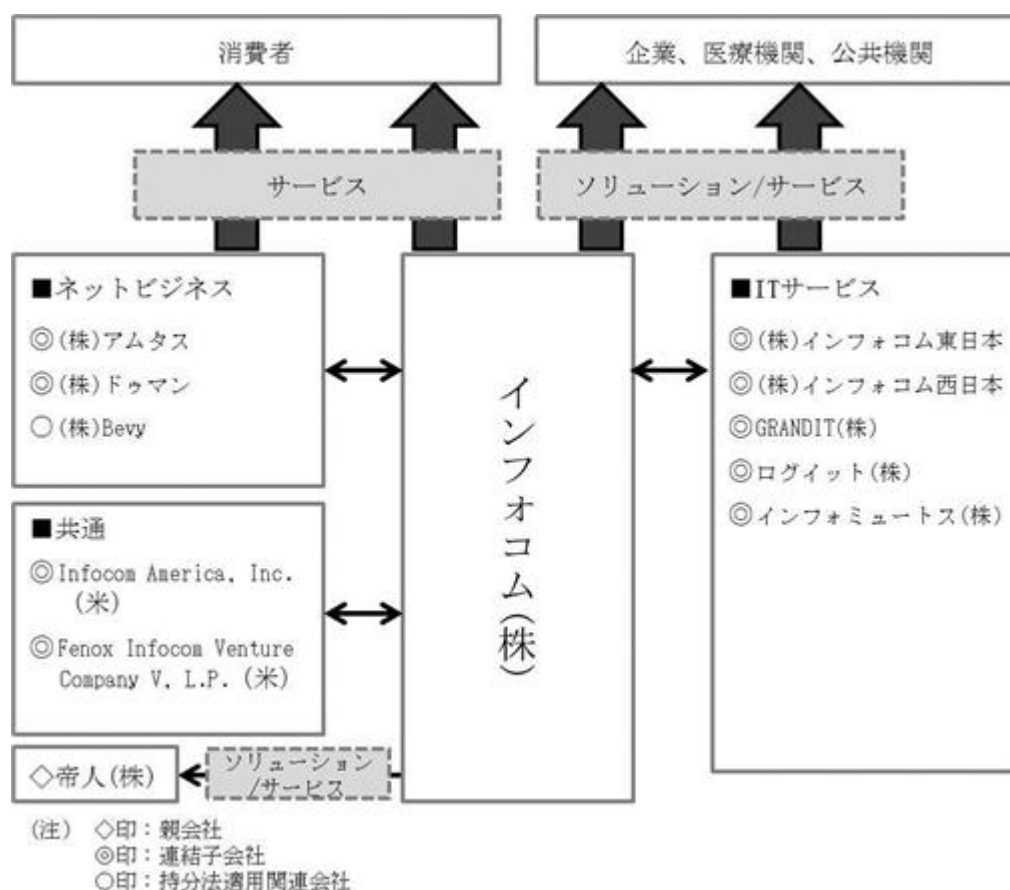 消費者
企業、医療機関、公共機関
サービス
ソリューション/サービス
■ネットビジネス
◎(株)アムタス
◎(株)ドゥマン
○(株)Bevy
■共通
◎Infocom America, Inc.
(米)
◎Fenox Infocom Venture
Company V, L.P. (米)
インフォコム(株)
■ITサービス
◎(株)インフォコム東日本
◎(株)インフォコム西日本
◎GRANDIT(株)
◎ログイット(株)
◎インフォミュートス(株)
◇帝人(株)
ソリューション
/サービス
(注) ◇印：親会社
◎印：連結子会社
○印：持分法適用関連会社